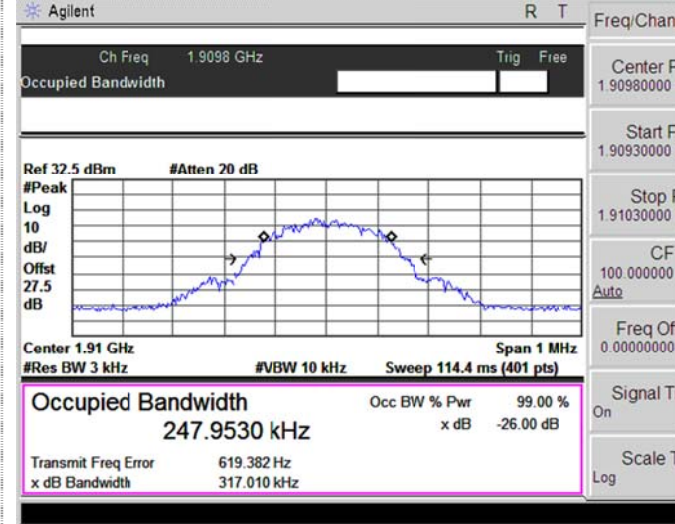 Agilent R T
Freq/Chan
Ch Freq 1.9098 GHz Trig Free
Occupied Bandwidth
Center F
1.90980000
Start F
1.90930000
Ref 32.5 dBm #Atten 20 dB
#Peak
Log
10
dB/
Offst
27.5
dB
Stop F
1.91030000
CF
100.000000
Auto
Center 1.91 GHz Span 1 MHz
#Res BW 3 kHz #VBW 10 kHz Sweep 114.4 ms (401 pts)
Freq Of
0.00000000
Occupied Bandwidth Occ BW % Pwr 99.00 %
247.9530 kHz x dB -26.00 dB
Transmit Freq Error 619.382 Hz
x dB Bandwidth 317.010 kHz
Signal T
On
Scale T
Log